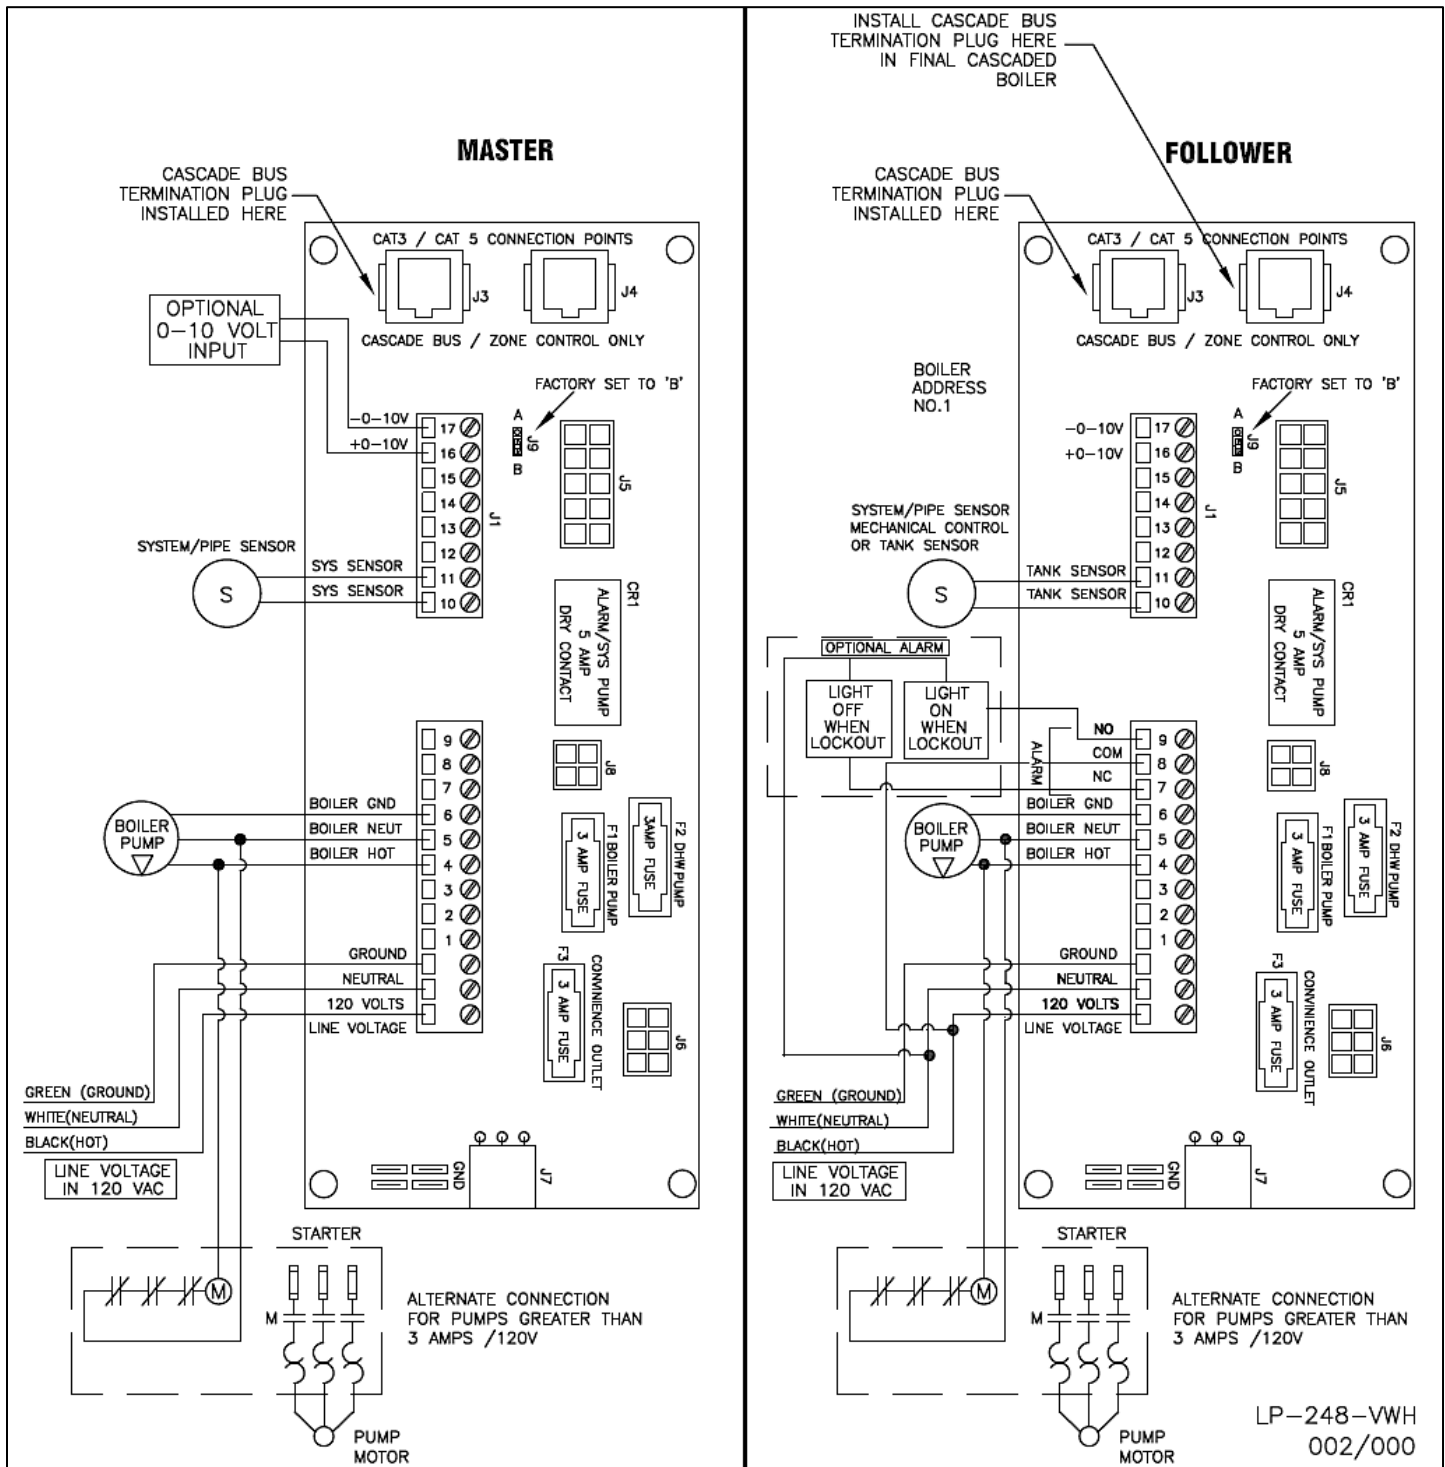 MASTER
CASCADE BUS
TERMINATION PLUG
INSTALLED HERE
CAT3 / CAT 5 CONNECTION POINTS
J3
J4
CASCADE BUS / ZONE CONTROL ONLY
OPTIONAL
0-10 VOLT
INPUT
FACTORY SET TO 'B'
A
J9
B
-0-10V
+0-10V
17
16
15
14
13
12
11
10
J1
J5
SYSTEM/PIPE SENSOR
S
SYS SENSOR
SYS SENSOR
CR1
ALARM/SYS PUMP
5 AMP
DRY CONTACT
9
8
7
6
5
4
3
2
1
J8
BOILER
PUMP
BOILER GND
BOILER NEUT
BOILER HOT
F1 BOILER PUMP
3 AMP FUSE
F2 DHW PUMP
3AMP FUSE
GROUND
NEUTRAL
120 VOLTS
LINE VOLTAGE
F3
3 AMP FUSE
CONVINIENCE OUTLET
J6
GREEN (GROUND)
WHITE(NEUTRAL)
BLACK(HOT)
LINE VOLTAGE
IN 120 VAC
GND
J7
STARTER
M
M
ALTERNATE CONNECTION
FOR PUMPS GREATER THAN
3 AMPS /120V
PUMP
MOTOR
INSTALL CASCADE BUS
TERMINATION PLUG HERE
IN FINAL CASCADED
BOILER
FOLLOWER
CASCADE BUS
TERMINATION PLUG
INSTALLED HERE
CAT3 / CAT 5 CONNECTION POINTS
J3
J4
CASCADE BUS / ZONE CONTROL ONLY
BOILER
ADDRESS
NO.1
FACTORY SET TO 'B'
A
J9
B
-0-10V
+0-10V
17
16
15
14
13
12
11
10
J1
J5
SYSTEM/PIPE SENSOR
MECHANICAL CONTROL
OR TANK SENSOR
S
TANK SENSOR
TANK SENSOR
CR1
ALARM/SYS PUMP
5 AMP
DRY CONTACT
OPTIONAL ALARM
LIGHT
OFF
WHEN
LOCKOUT
LIGHT
ON
WHEN
LOCKOUT
ALARM
NO
COM
NC
9
8
7
6
5
4
3
2
1
J8
BOILER
PUMP
BOILER GND
BOILER NEUT
BOILER HOT
F1 BOILER PUMP
3 AMP FUSE
F2 DHW PUMP
3 AMP FUSE
GROUND
NEUTRAL
120 VOLTS
LINE VOLTAGE
F3
3 AMP FUSE
CONVINIENCE OUTLET
J6
GREEN (GROUND)
WHITE(NEUTRAL)
BLACK(HOT)
LINE VOLTAGE
IN 120 VAC
GND
J7
STARTER
M
M
ALTERNATE CONNECTION
FOR PUMPS GREATER THAN
3 AMPS /120V
PUMP
MOTOR
LP-248-VWH
002/000